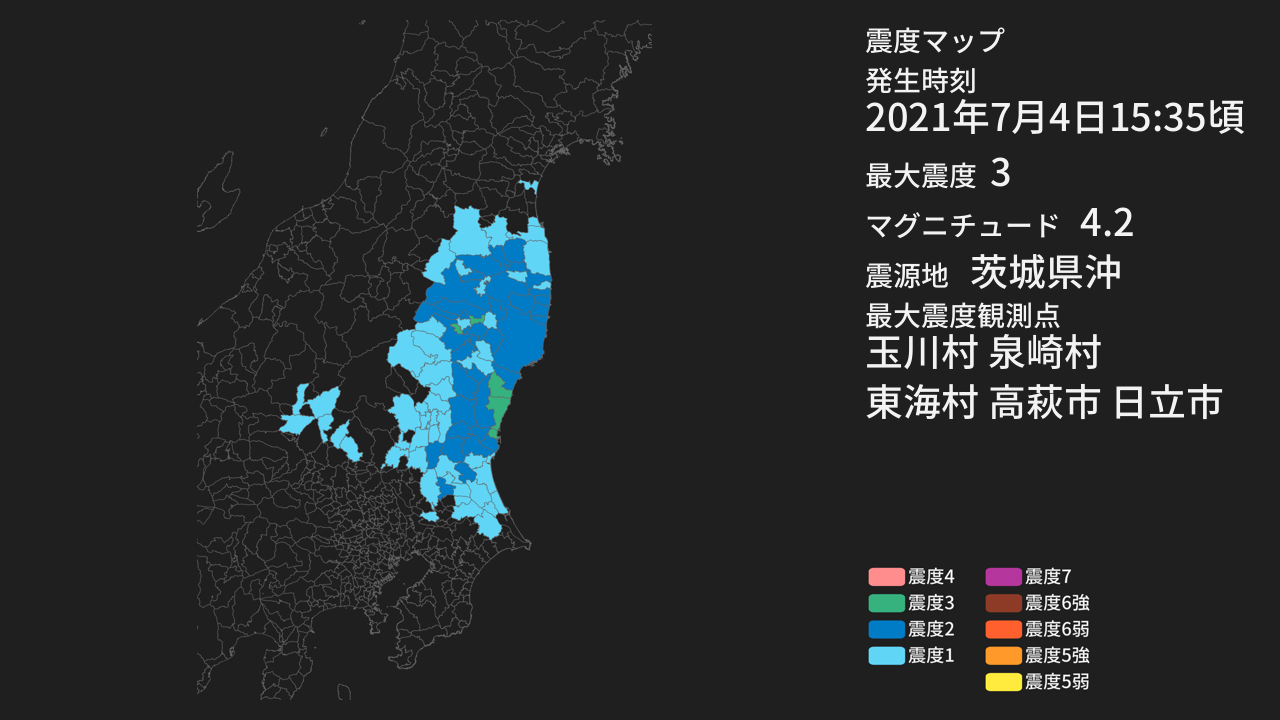 震度マップ
発生時刻
2021年7月4日15:35頃
最大震度 3
マグニチュード 4.2
震源地 茨城県沖
最大震度観測点
玉川村 泉崎村
東海村 高萩市 日立市
震度4 震度7
震度3 震度6強
震度2 震度6弱
震度1 震度5強
震度5弱